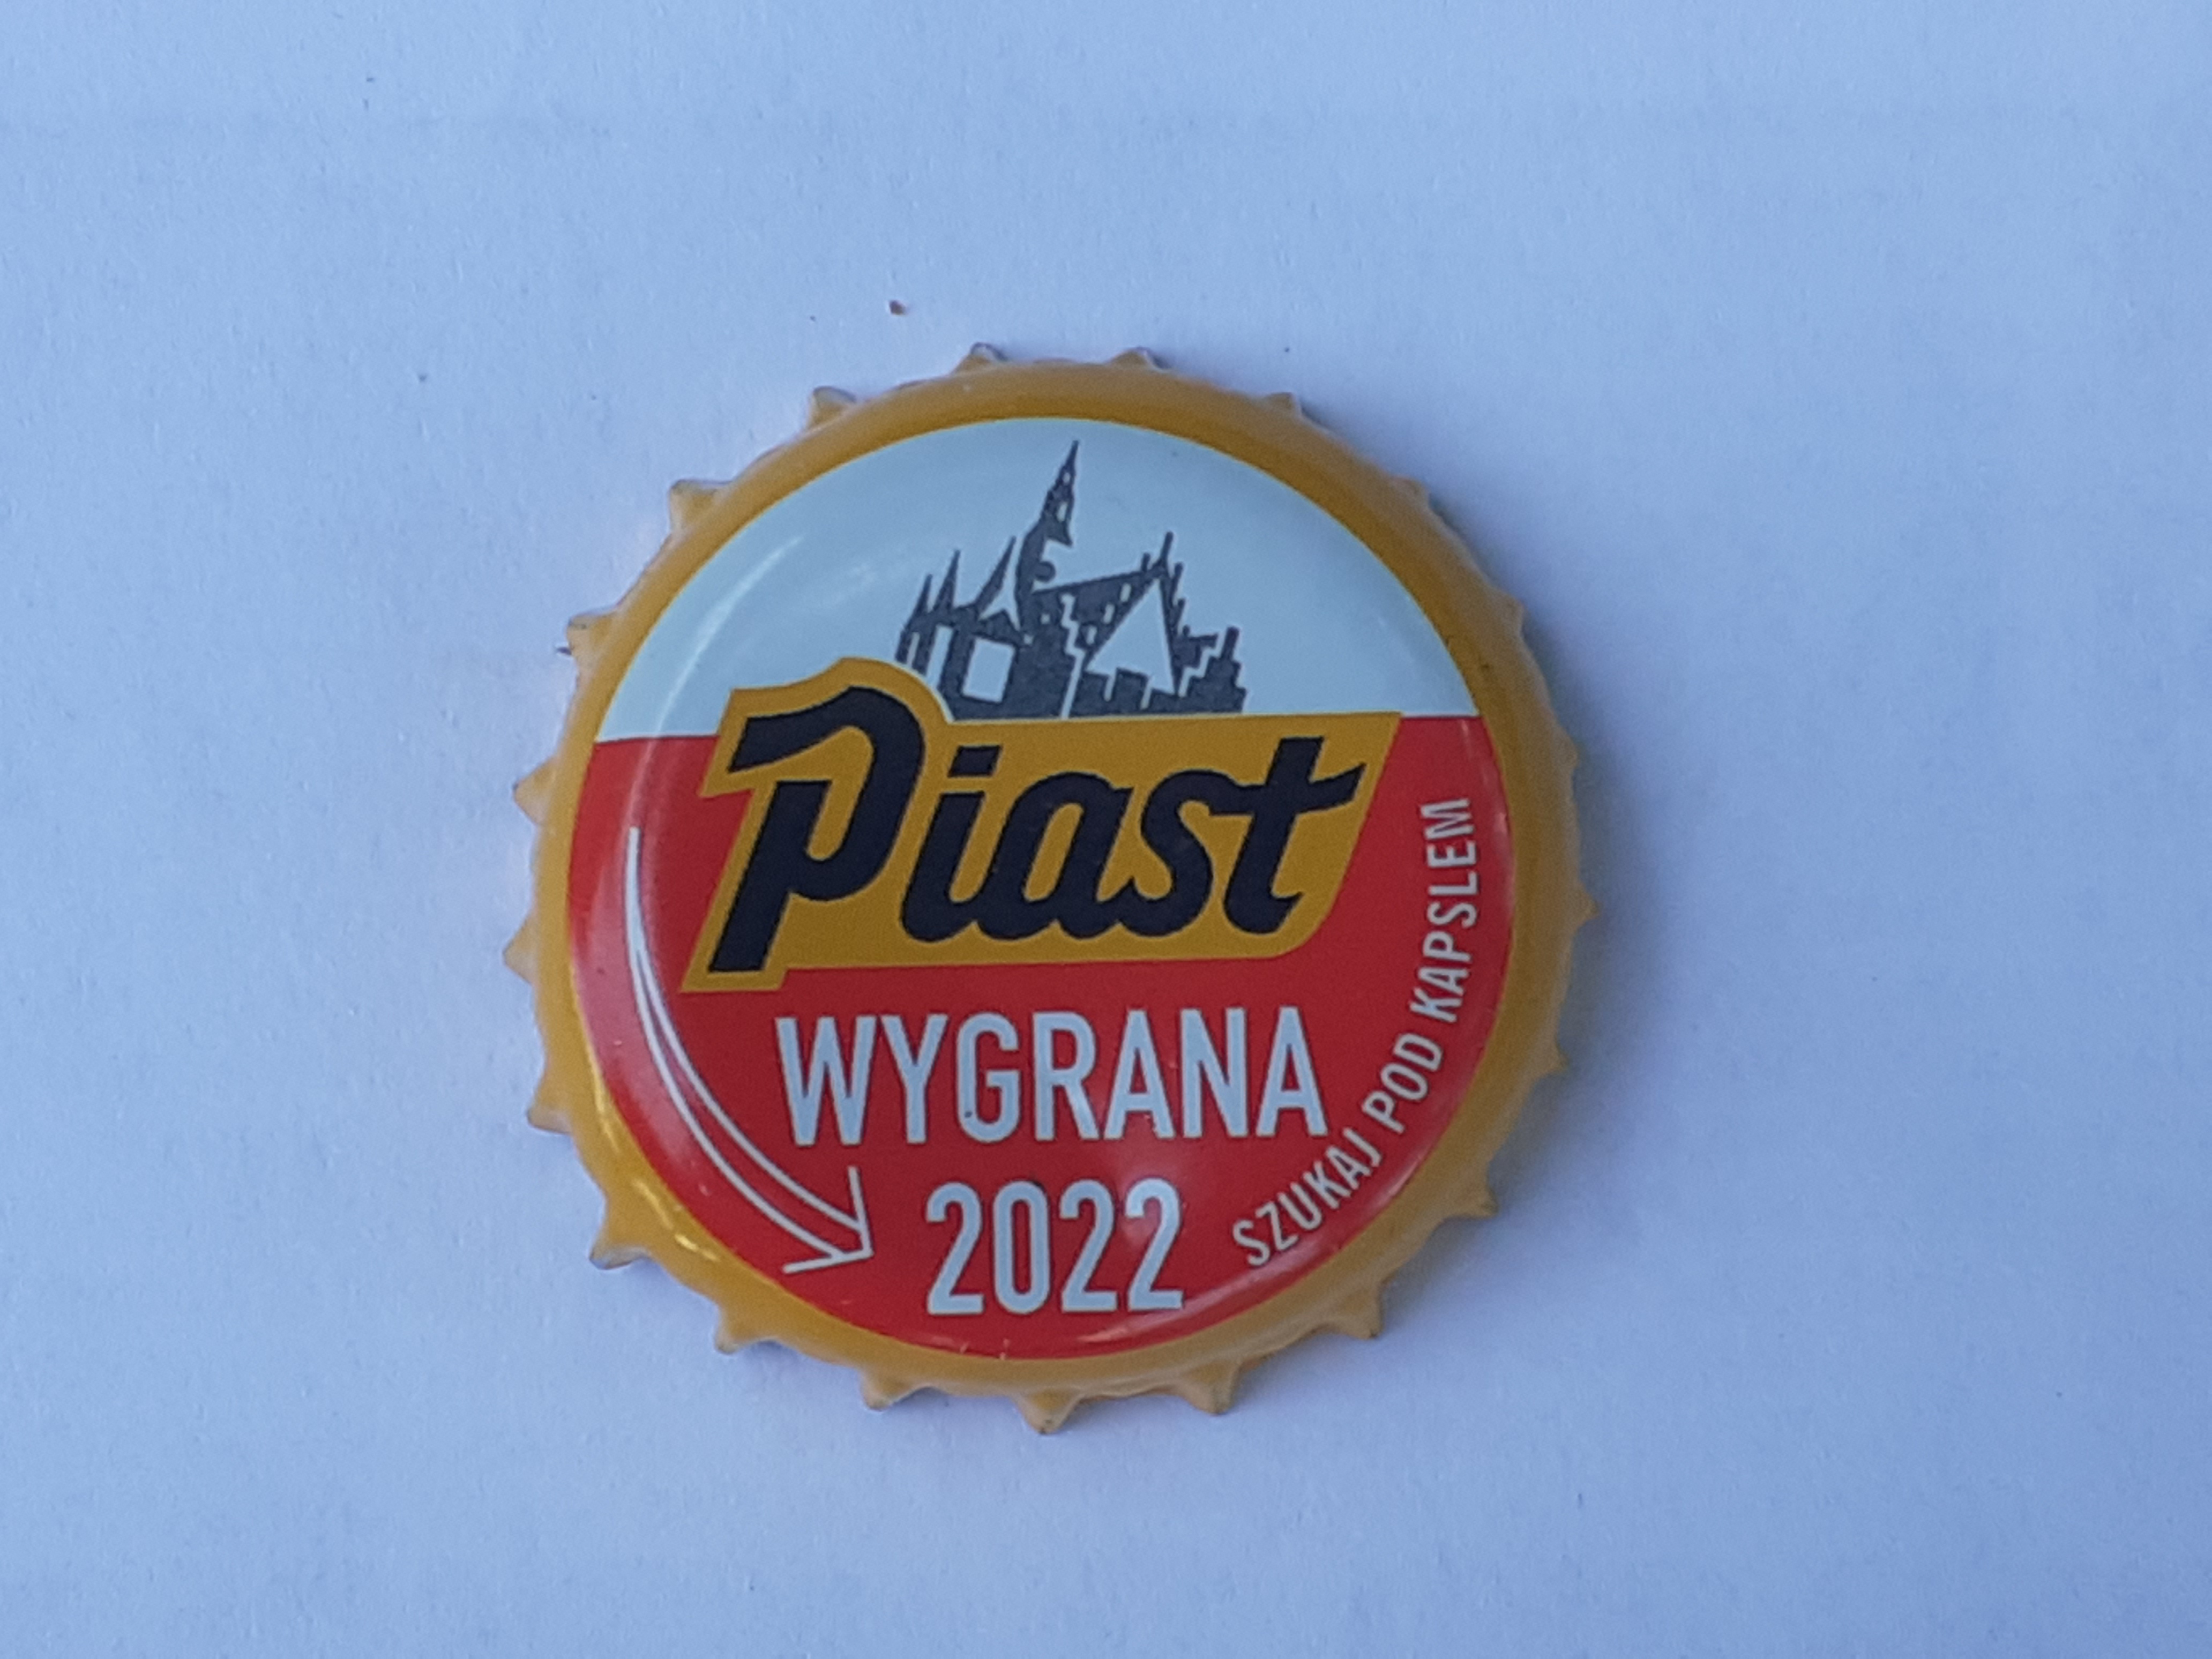 Piast
WYGRANA
2022
SZUKAJ POD KAPSLEM